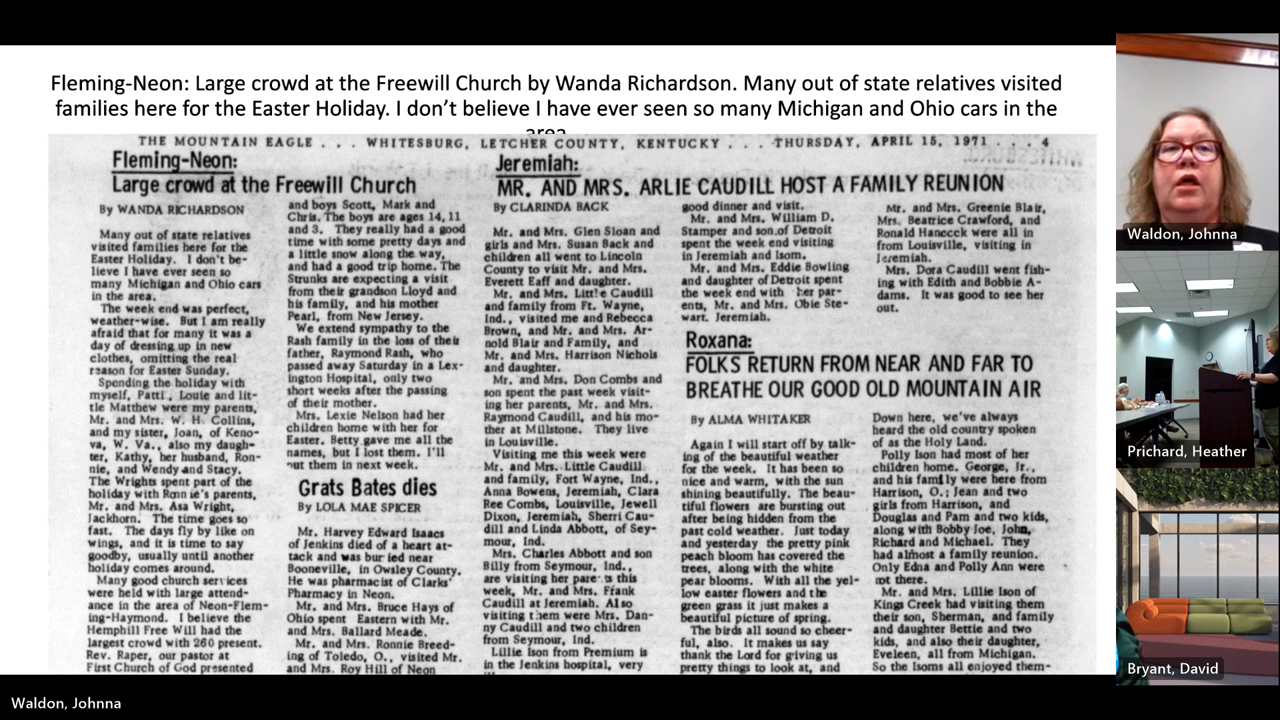 Fleming-Neon: Large crowd at the Freewill Church by Wanda Richardson. Many out of state relatives visited
families here for the Easter Holiday. I don't believe I have ever seen so many Michigan and Ohio cars in the
area
THE MOUNTAIN EAGLE . . . WHITESBURG, LETCHER COUNTY, KENTUCKY . . . THURSDAY, APRIL 15, 1971 . . . 4
Fleming-Neon:
Large crowd at the Freewill Church
By WANDA RICHARDSON
Many out of state relatives
visited families here for the
Easter Holiday. I don't be-
lieve I have ever seen so
many Michigan and Ohio cars
in the area.
The week end was perfect,
weather-wise. But I am really
afraid that for many it was a
day of dressing up in new
clothes, omitting the real
reason for Easter Sunday.
Spending the holiday with
myself, Patti, Louie and lit-
tle Matthew were my parents,
Mr. and Mrs. W. H. Collins,
and my sister, Joan, of Keno-
va, W. Va., also my daugh-
ter, Kathy, her husband, Ron-
nie, and Wendy and Stacy.
The Wrights spent part of the
holiday with Ronnie's parents,
Mr. and Mrs. Asa Wright,
Jackhorn. The time goes so
fast. The days fly by like on
wings, and it is time to say
goodby, usually until another
holiday comes around.
Many good church services
were held with large attend-
ance in the area of Neon-Flem-
ing-Haymond. I believe the
Hemphill Free Will had the
largest crowd with 260 present.
Rev. Raper, our pastor at
First Church of God presented
and boys Scott, Mark and
Chris. The boys are ages 14, 11
and 3. They really had a good
time with some pretty days and
a little snow along the way,
and had a good trip home. The
Strunks are expecting a visit
from their grandson Lloyd and
his family, and his mother
Pearl, from New Jersey.
We extend sympathy to the
Rash family in the loss of their
father, Raymond Rash, who
passed away Saturday in a Lex-
ington Hospital, only two
short weeks after the passing
of their mother.
Mrs. Lexie Nelson had her
children home with her for
Easter. Betty gave me all the
names, but I lost them. I'll
put them in next week.
Grats Bates dies
By LOLA MAE SPICER
Mr. Harvey Edward Isaacs
of Jenkins died of a heart at-
tack and was buried near
Booneville, in Owsley County.
He was pharmacist of Clarks'
Pharmacy in Neon.
Mr. and Mrs. Bruce Hays of
Ohio spent Eastern with Mr.
and Mrs. Ballard Meade.
Mr. and Mrs. Ronnie Breed-
ing of Toledo, O., visited Mr.
and Mrs. Roy Hill of Neon
Jeremiah:
MR. AND MRS. ARLIE CAUDILL HOST A FAMILY REUNION
By CLARINDA BACK
Mr. and Mrs. Glen Sloan and
girls and Mrs. Susan Back and
children all went to Lincoln
County to visit Mr. and Mrs.
Everett Eaff and daughter.
Mr. and Mrs. Little Caudill
and family from Ft. Wayne,
Ind., visited me and Rebecca
Brown, and Mr. and Mrs. Ar-
nold Blair and Family, and
Mr. and Mrs. Harrison Nichols
and daughter.
Mr. and Mrs. Don Combs and
son spent the past week visit-
ing her parents, Mr. and Mrs.
Raymond Caudill, and his mo-
ther at Millstone. They live
in Louisville.
Visiting me this week were
Mr. and Mrs. Little Caudill
and family, Fort Wayne, Ind.,
Anna Bowens, Jeremiah, Clara
Ree Combs, Louisville, Jewell
Dixon, Jeremiah, Sherri Cau-
dill and Linda Abbott, of Sey-
mour, Ind.
Mrs. Charles Abbott and son
Billy from Seymour, Ind.,
are visiting her parents this
week, Mr. and Mrs. Frank
Caudill at Jeremiah. Also
visiting them were Mrs. Dan-
ny Caudill and two children
from Seymour, Ind.
Lillie Ison from Premium is
in the Jenkins hospital, very
good dinner and visit.
Mr. and Mrs. William D.
Stamper and son of Detroit
spent the week end visiting
in Jeremiah and Isom.
Mr. and Mrs. Eddie Bowling
and daughter of Detroit spent
the week end with her par-
ents, Mr. and Mrs. Obie Ste-
wart, Jeremiah.
Mr. and Mrs. Greenie Blair,
Mrs. Beatrice Crawford, and
Ronald Hancock were all in
from Louisville, visiting in
Jeremiah.
Mrs. Dora Caudill went fish-
ing with Edith and Bobbie A-
dams. It was good to see her
out.
Roxana:
FOLKS RETURN FROM NEAR AND FAR TO
BREATHE OUR GOOD OLD MOUNTAIN AIR
By ALMA WHITAKER
Again I will start off by talk-
ing of the beautiful weather
for the week. It has been so
nice and warm, with the sun
shining beautifully. The beau-
tiful flowers are bursting out
after being hidden from the
past cold weather. Just today
and yesterday the pretty pink
peach bloom has covered the
trees, along with the white
pear blooms. With all the yel-
low easter flowers and the
green grass it just makes a
beautiful picture of spring.
The birds all sound so cheer-
ful, also. It makes us say
thank the Lord for giving us
pretty things to look at, and
Down here, we've always
heard the old country spoken
of as the Holy Land.
Polly Ison had most of her
children home. George, Jr.,
and his family were here from
Harrison, O.; Jean and two
girls from Harrison, and
Douglas and Pam and two kids,
along with Bobby Joe, John,
Richard and Michael. They
had almost a family reunion.
Only Edna and Polly Ann were
not there.
Mr. and Mrs. Lillie Ison of
Kings Creek had visiting them
their son, Sherman, and family
and daughter Bettie and two
kids, and also their daughter,
Eveleen, all from Michigan.
So the Isoms all enjoyed them-
Waldon, Johnna
Prichard, Heather
Bryant, David
Waldon, Johnna